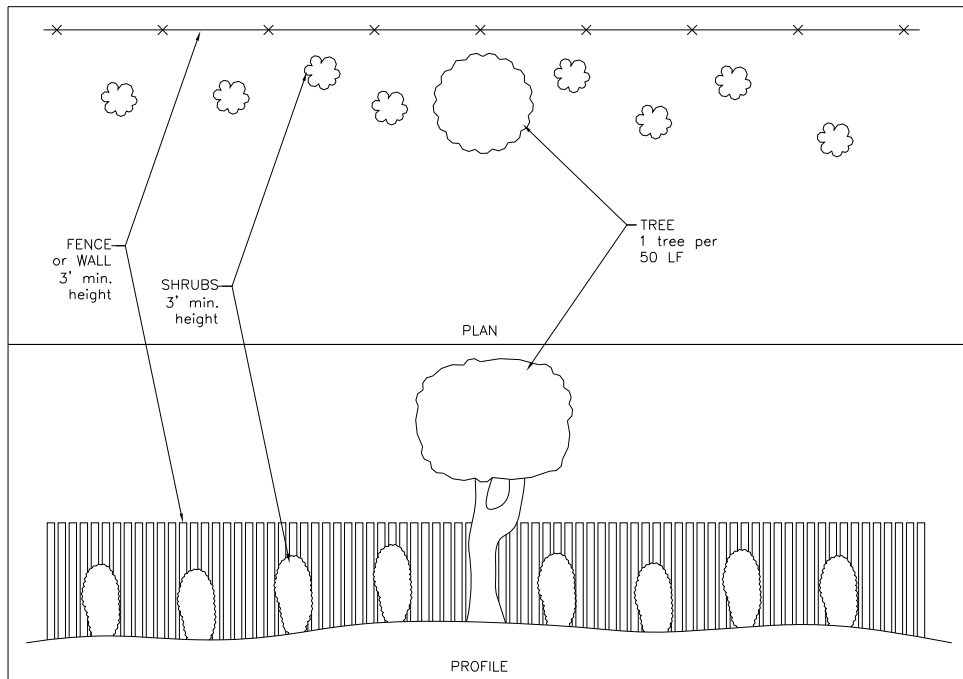 FENCE
or WALL
3' min.
height
SHRUBS
3' min.
height
TREE
1 tree per
50 LF
PLAN
PROFILE